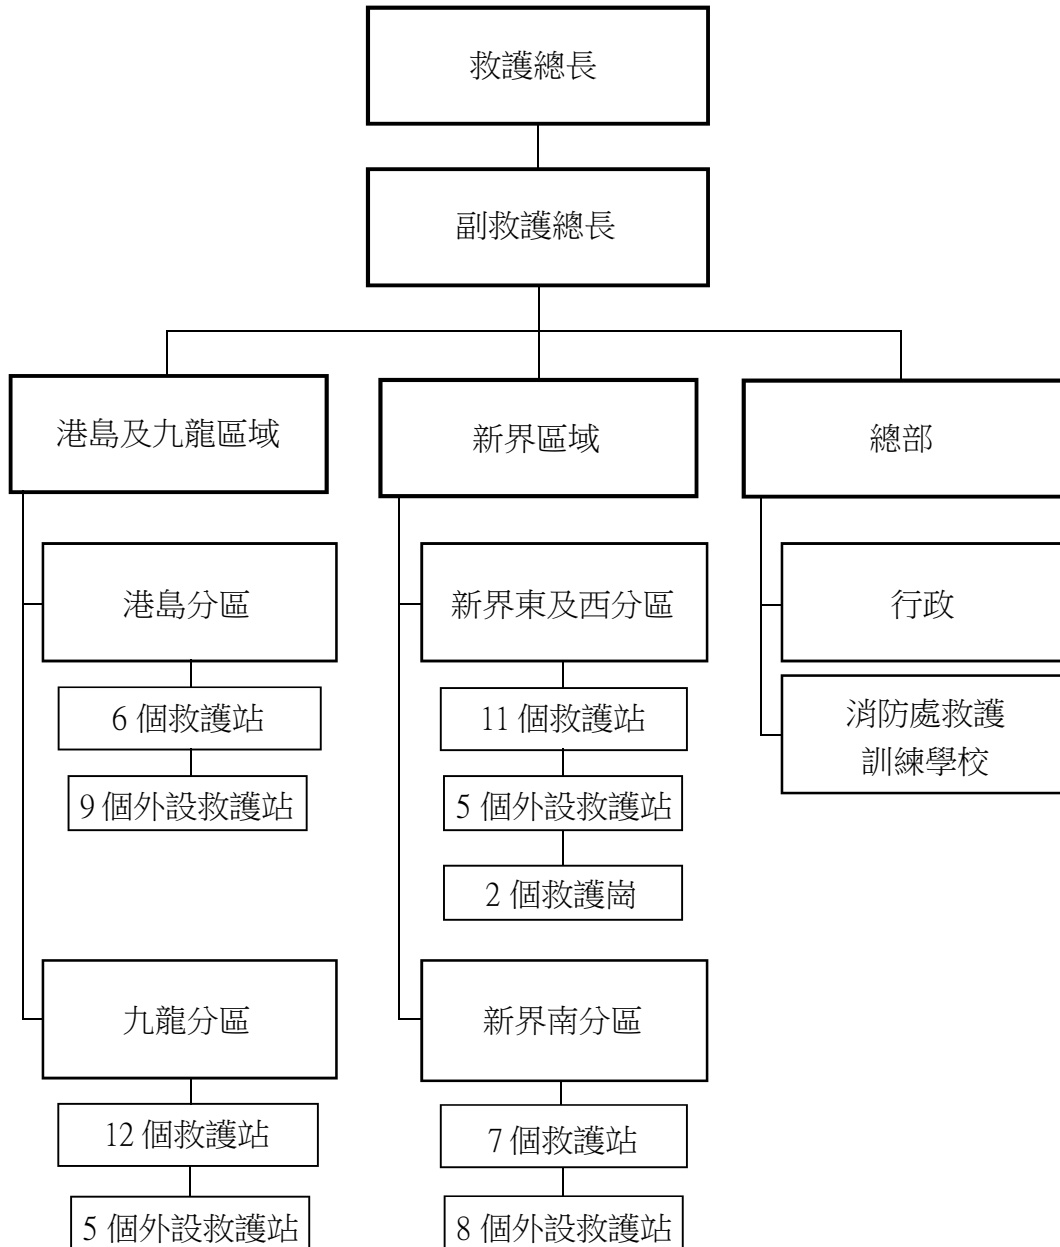 救護總長
副救護總長
港島及九龍區域
新界區域
總部
港島分區
新界東及西分區
行政
6 個救護站
11 個救護站
消防處救護
訓練學校
9 個外設救護站
5 個外設救護站
2 個救護崗
九龍分區
新界南分區
12 個救護站
7 個救護站
5 個外設救護站
8 個外設救護站